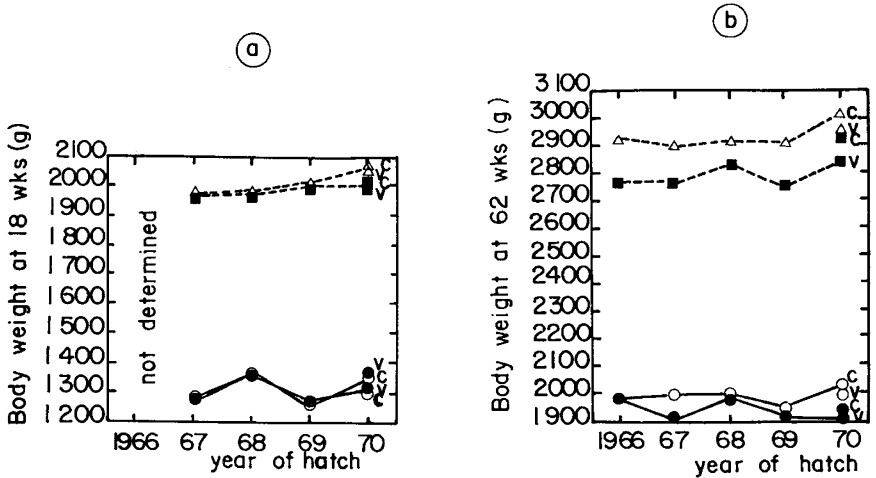 a
Body weight at 18 wks (g)
2100
2000
1900
1800
1700
1600
1500
1400
1300
1200
not determined
C
V
C
V
V
C
V
C
1966 67 68 69 70
year of hatch
b
Body weight at 62 wks (g)
3100
3000
2900
2800
2700
2600
2500
2400
2300
2200
2100
2000
1900
C
V
C
V
C
V
C
V
1966 67 68 69 70
year of hatch